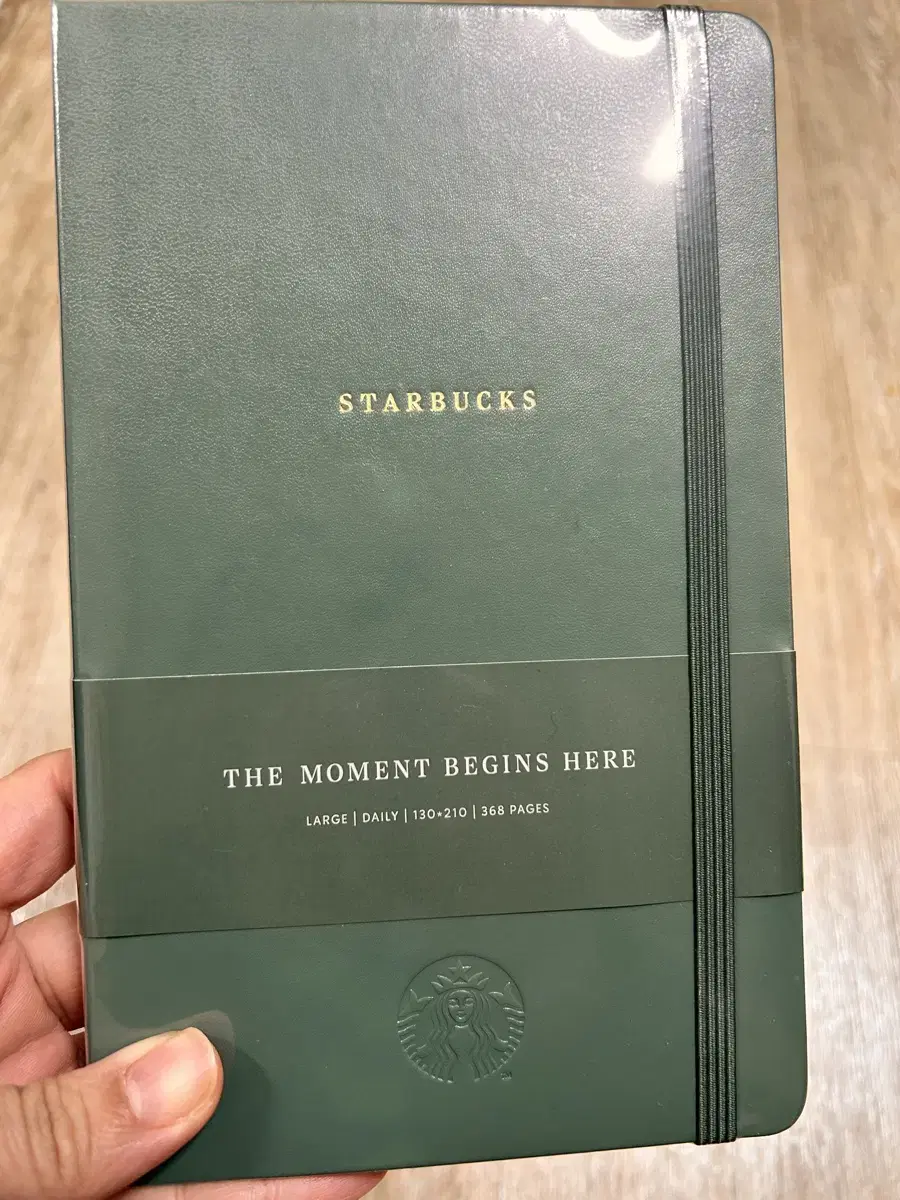 STARBUCKS
THE MOMENT BEGINS HERE
LARGE | DAILY | 130*210 | 368 PAGES